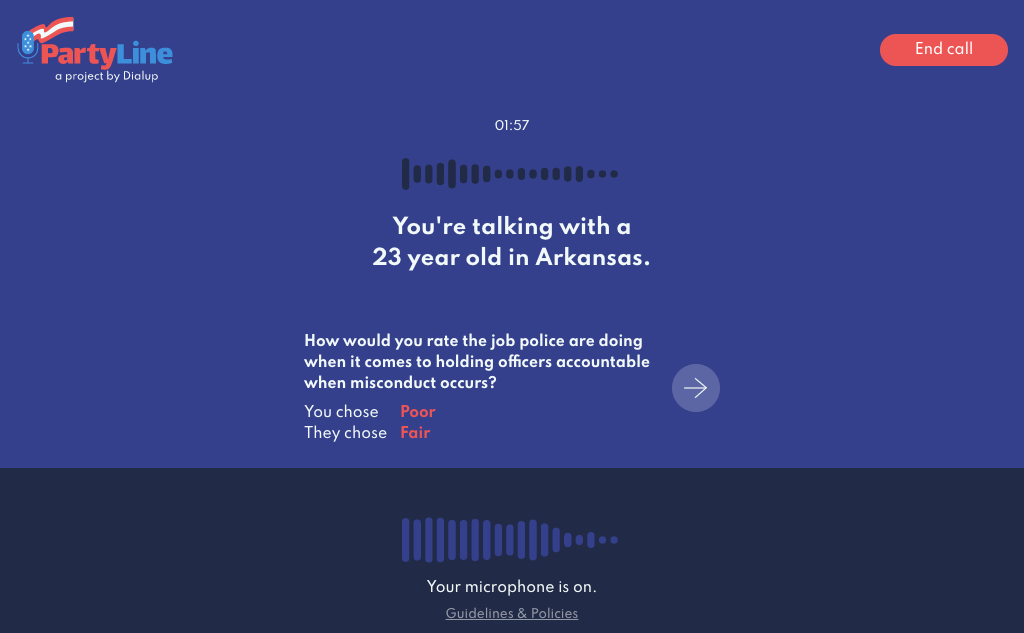 PartyLine
a project by Dialup
End call
01:57
You're talking with a
23 year old in Arkansas.
How would you rate the job police are doing
when it comes to holding officers accountable
when misconduct occurs?
You chose Poor
They chose Fair
Your microphone is on.
Guidelines & Policies